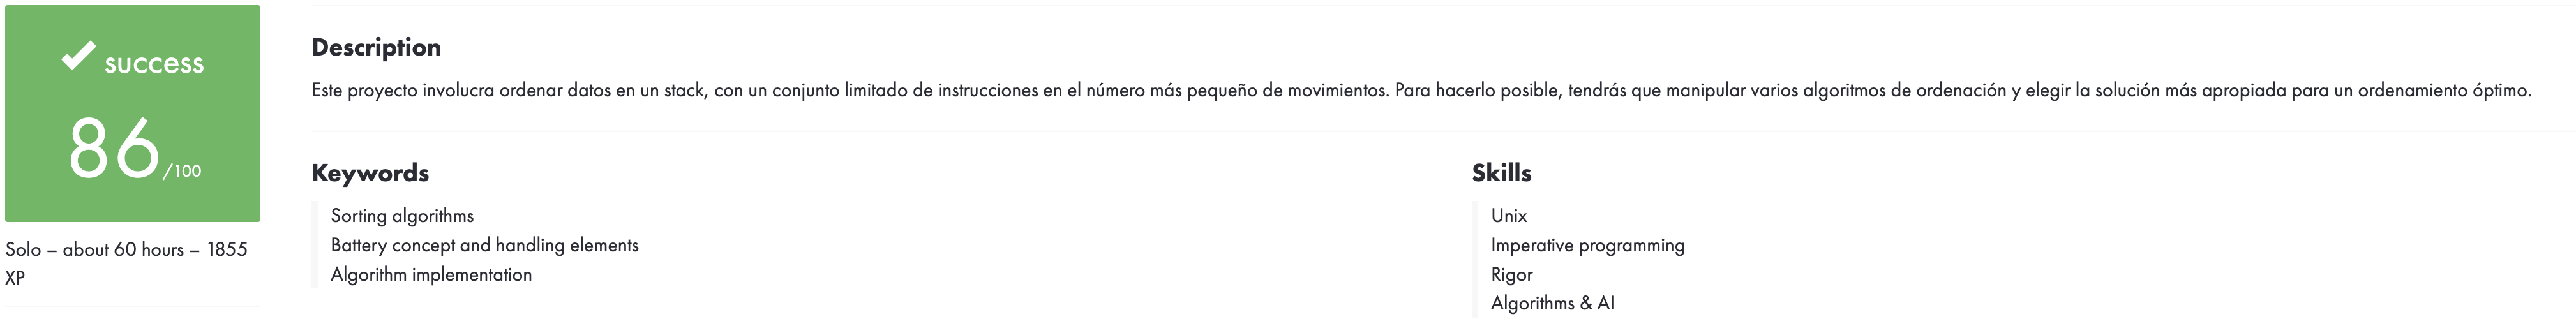 success
86/100
Solo – about 60 hours – 1855
XP
Description
Este proyecto involucra ordenar datos en un stack, con un conjunto limitado de instrucciones en el número más pequeño de movimientos. Para hacerlo posible, tendrás que manipular varios algoritmos de ordenación y elegir la solución más apropiada para un ordenamiento óptimo.
Keywords
Sorting algorithms
Battery concept and handling elements
Algorithm implementation
Skills
Unix
Imperative programming
Rigor
Algorithms & AI